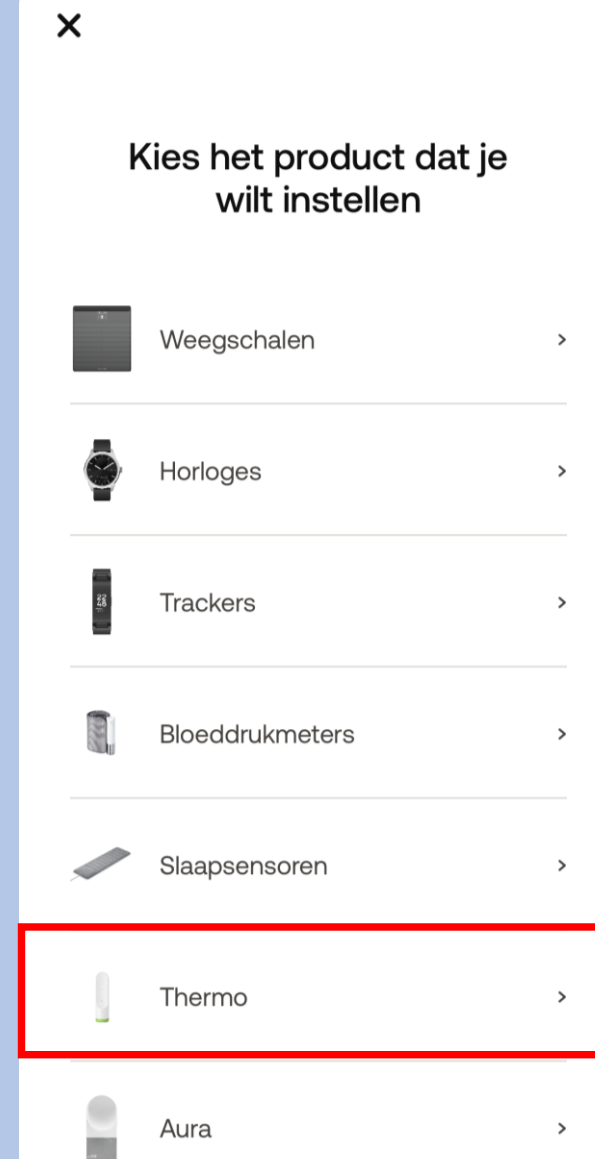 Kies het product dat je
wilt instellen
Weegschalen
Horloges
Trackers
Bloeddrukmeters
Slaapsensoren
Thermo
Aura